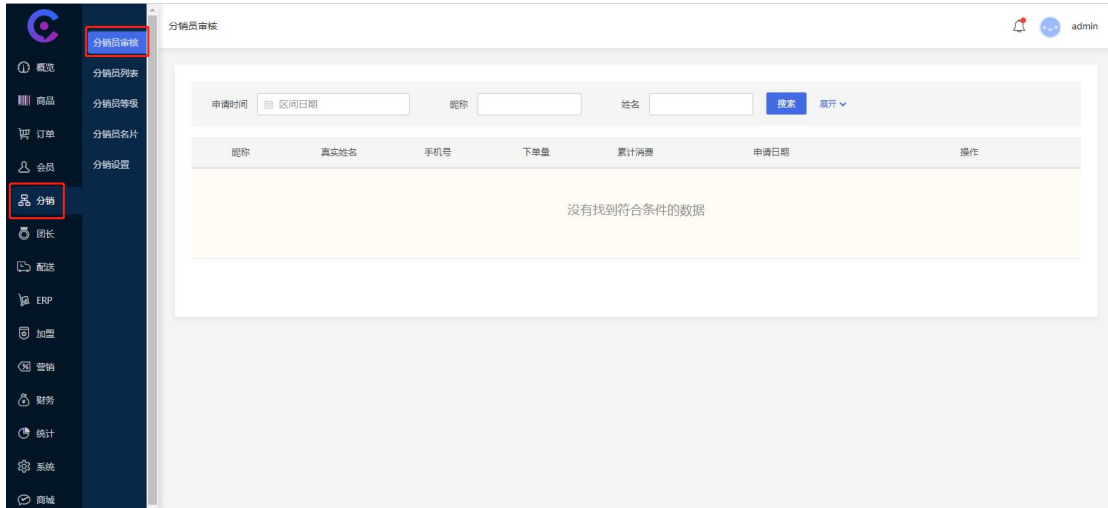 分销员审核
admin
概览
商品
订单
会员
分销
团长
配送
ERP
加盟
营销
财务
统计
系统
商城
分销员审核
分销员列表
分销员等级
分销员名片
分销设置
申请时间 区间日期 昵称 姓名 搜索 展开
昵称 真实姓名 手机号 下单量 累计消费 申请日期 操作
没有找到符合条件的数据